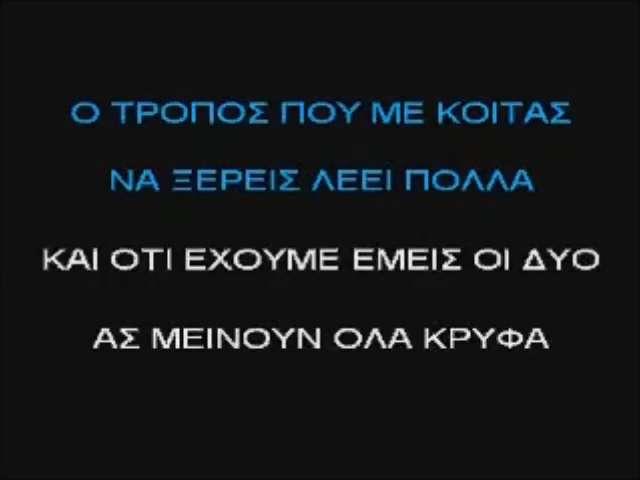 Ο ΤΡΟΠΟΣ ΠΟΥ ΜΕ ΚΟΙΤΑΣ
ΝΑ ΞΕΡΕΙΣ ΛΕΕΙ ΠΟΛΛΑ
ΚΑΙ ΟΤΙ ΕΧΟΥΜΕ ΕΜΕΙΣ ΟΙ ΔΥΟ
ΑΣ ΜΕΙΝΟΥΝ ΟΛΑ ΚΡΥΦΑ